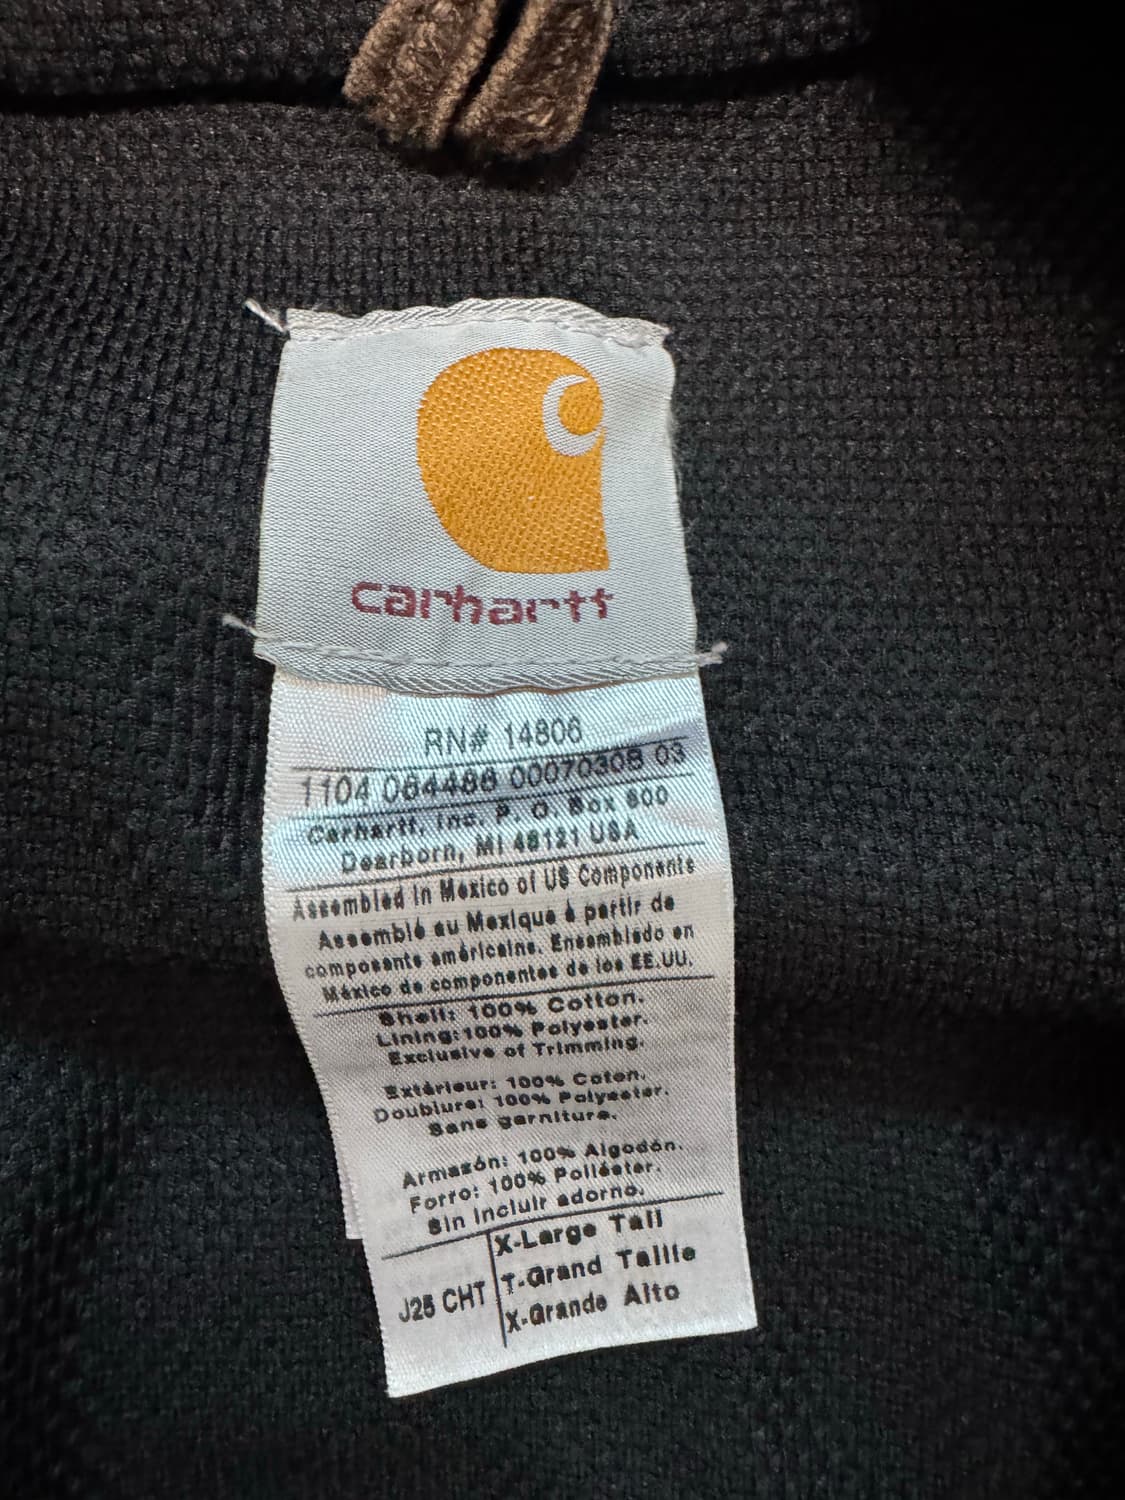 carhartt
RN# 14806
1104 064486 00070308 03
Carhartt, Inc. P. O. Box 600
Dearborn, MI 48121 USA
Assembled in Mexico of US Components
Assemblé au Mexique à partir de
composants américains. Ensamblado en
México de componentes de los EE.UU.
Shell: 100% Cotton.
Lining:100% Polyester.
Exclusive of Trimming.
Extérieur: 100% Coton.
Doublure: 100% Polyester.
Sans garniture.
Armazón: 100% Algodón.
Forro: 100% Poliéster.
Sin incluir adorno.
J25 CHT
X-Large Tall
T-Grand Taille
X-Grande Alto